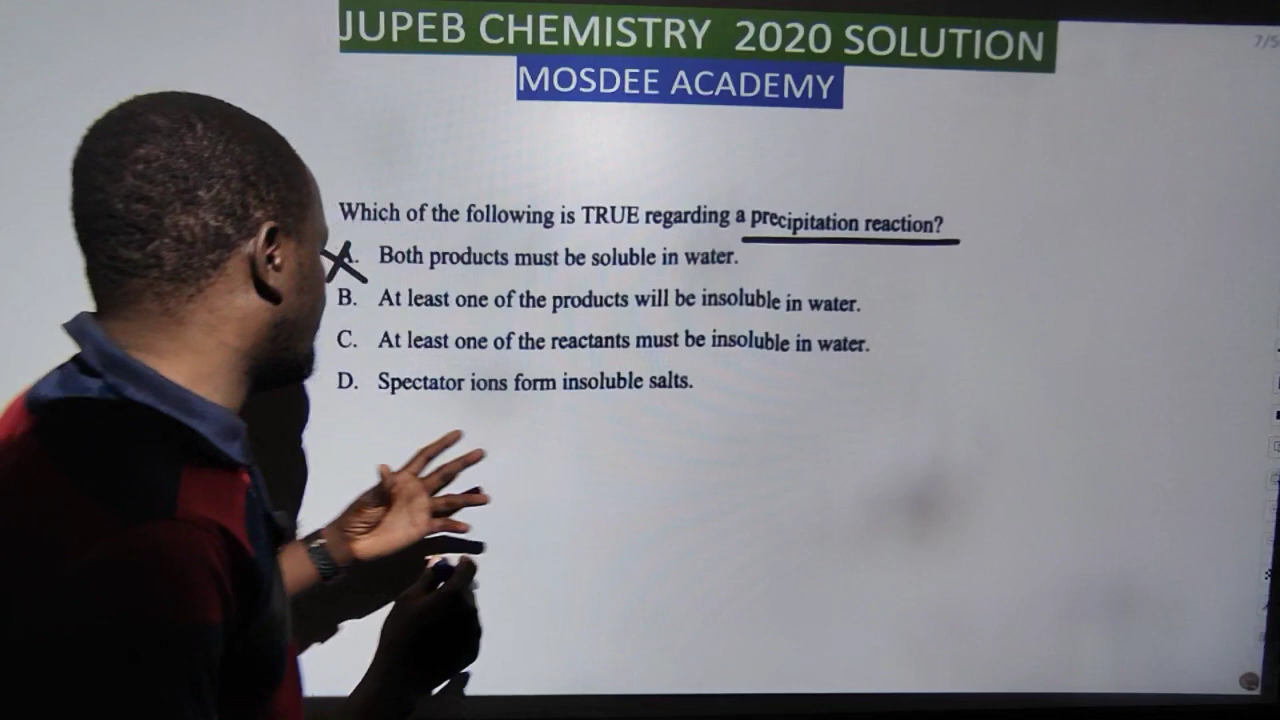 JUPEB CHEMISTRY 2020 SOLUTION
MOSDEE ACADEMY
Which of the following is TRUE regarding a precipitation reaction?
A. Both products must be soluble in water.
B. At least one of the products will be insoluble in water.
C. At least one of the reactants must be insoluble in water.
D. Spectator ions form insoluble salts.